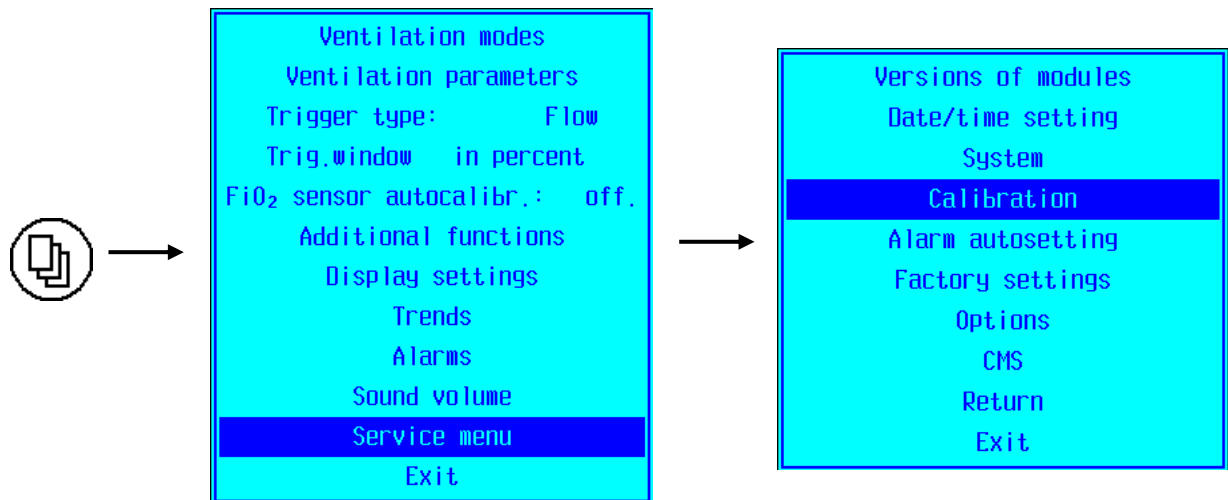 Ventilation modes
Ventilation parameters
Trigger type: Flow
Trig.window in percent
FiO₂ sensor autocalibr.: off.
Additional functions
Display settings
Trends
Alarms
Sound volume
Service menu
Exit
Versions of modules
Date/time setting
System
Calibration
Alarm autosetting
Factory settings
Options
CMS
Return
Exit